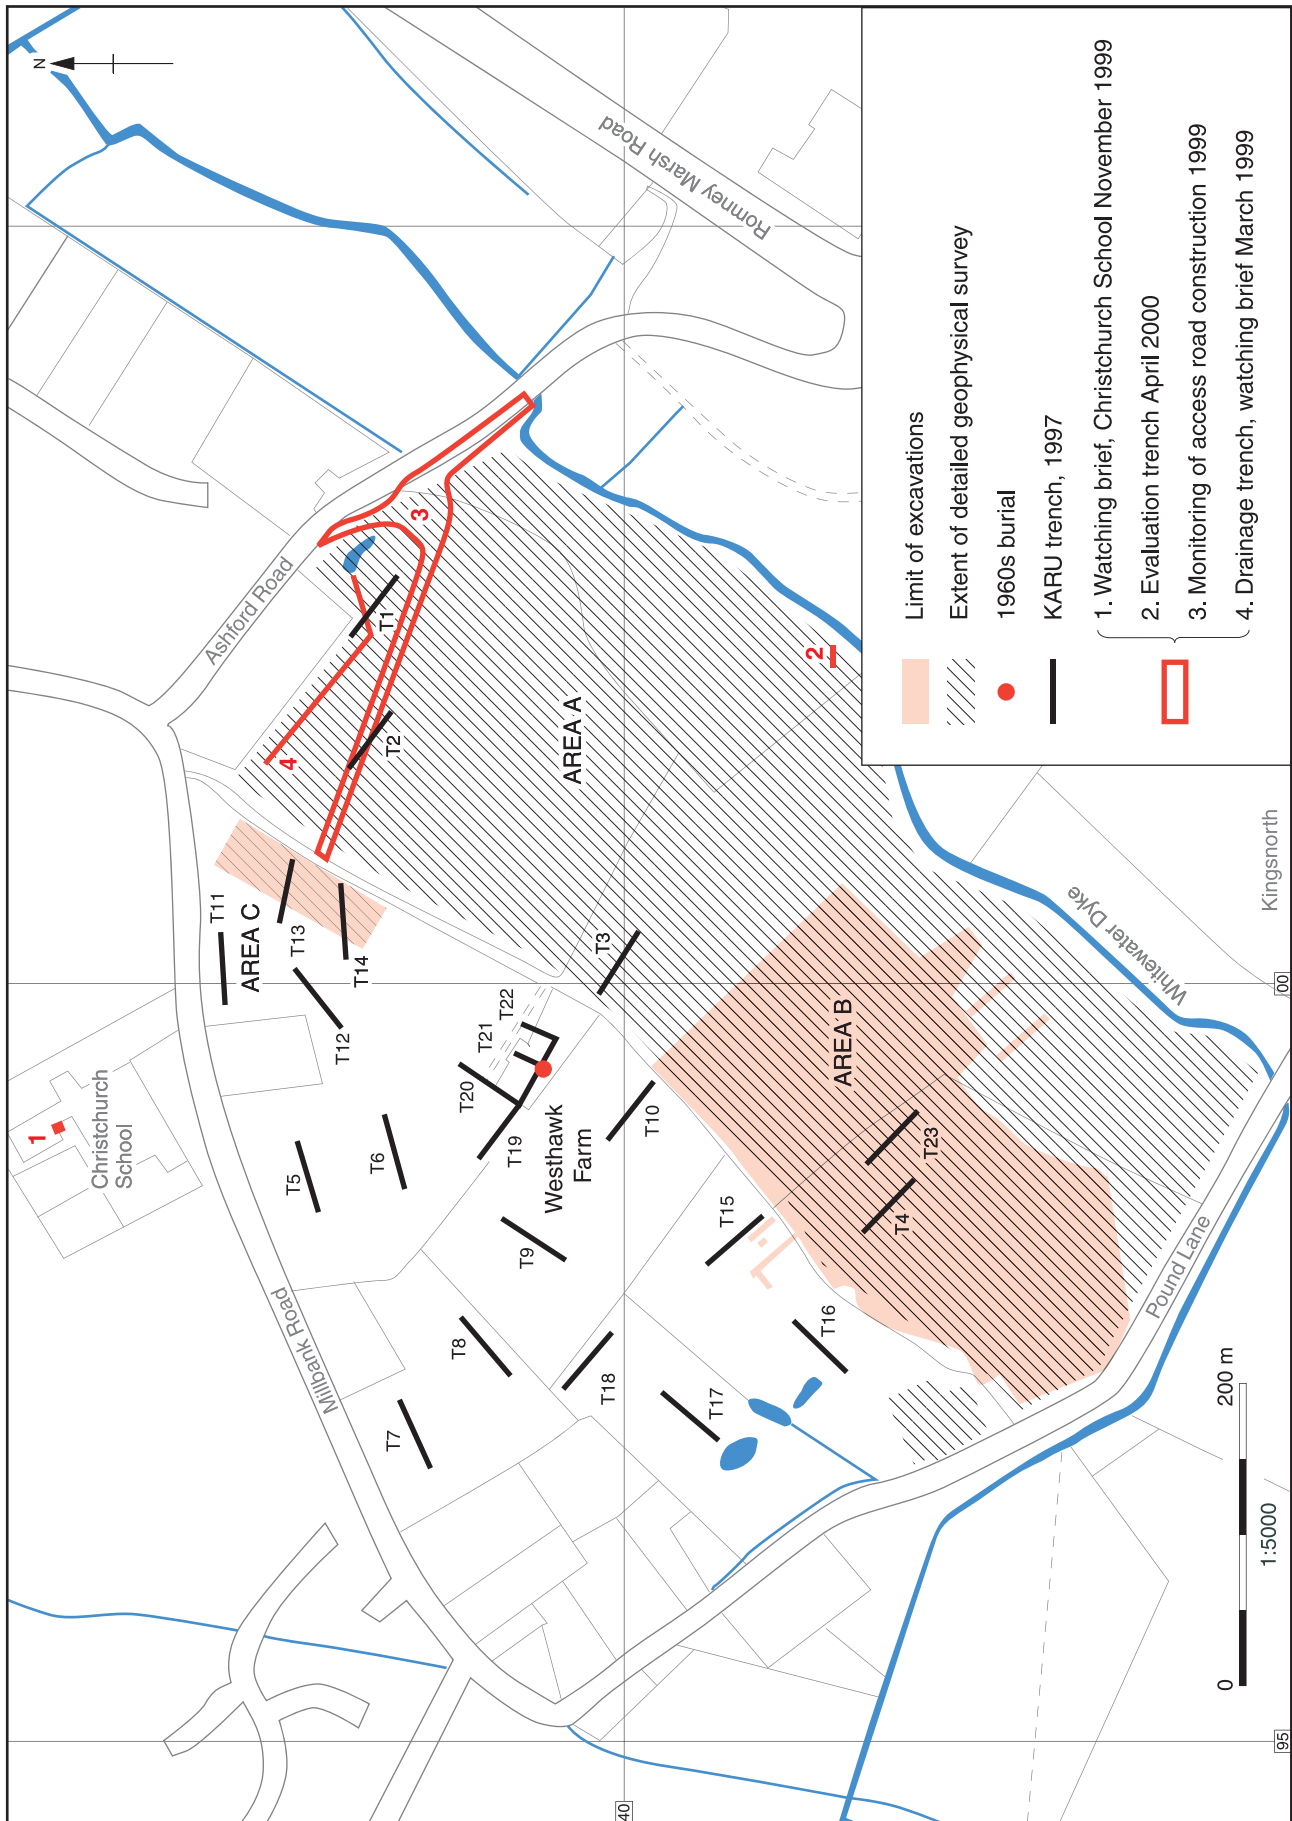 N
Romney Marsh Road
Ashford Road
Millbank Road
Christchurch
School
1
T11
AREA C
T13
T14
T12
T5
T6
T7
T8
T9
T20
T21
T22
T19
Westhawk
Farm
T10
T3
T18
T17
T16
T15
T4
T23
AREA B
AREA A
T1
T2
3
4
2
Whitewater Dyke
Kingsnorth
Pound Lane
40
95
00
0
200 m
1:5000
Limit of excavations
Extent of detailed geophysical survey
1960s burial
KARU trench, 1997
1. Watching brief, Christchurch School November 1999
2. Evaluation trench April 2000
3. Monitoring of access road construction 1999
4. Drainage trench, watching brief March 1999